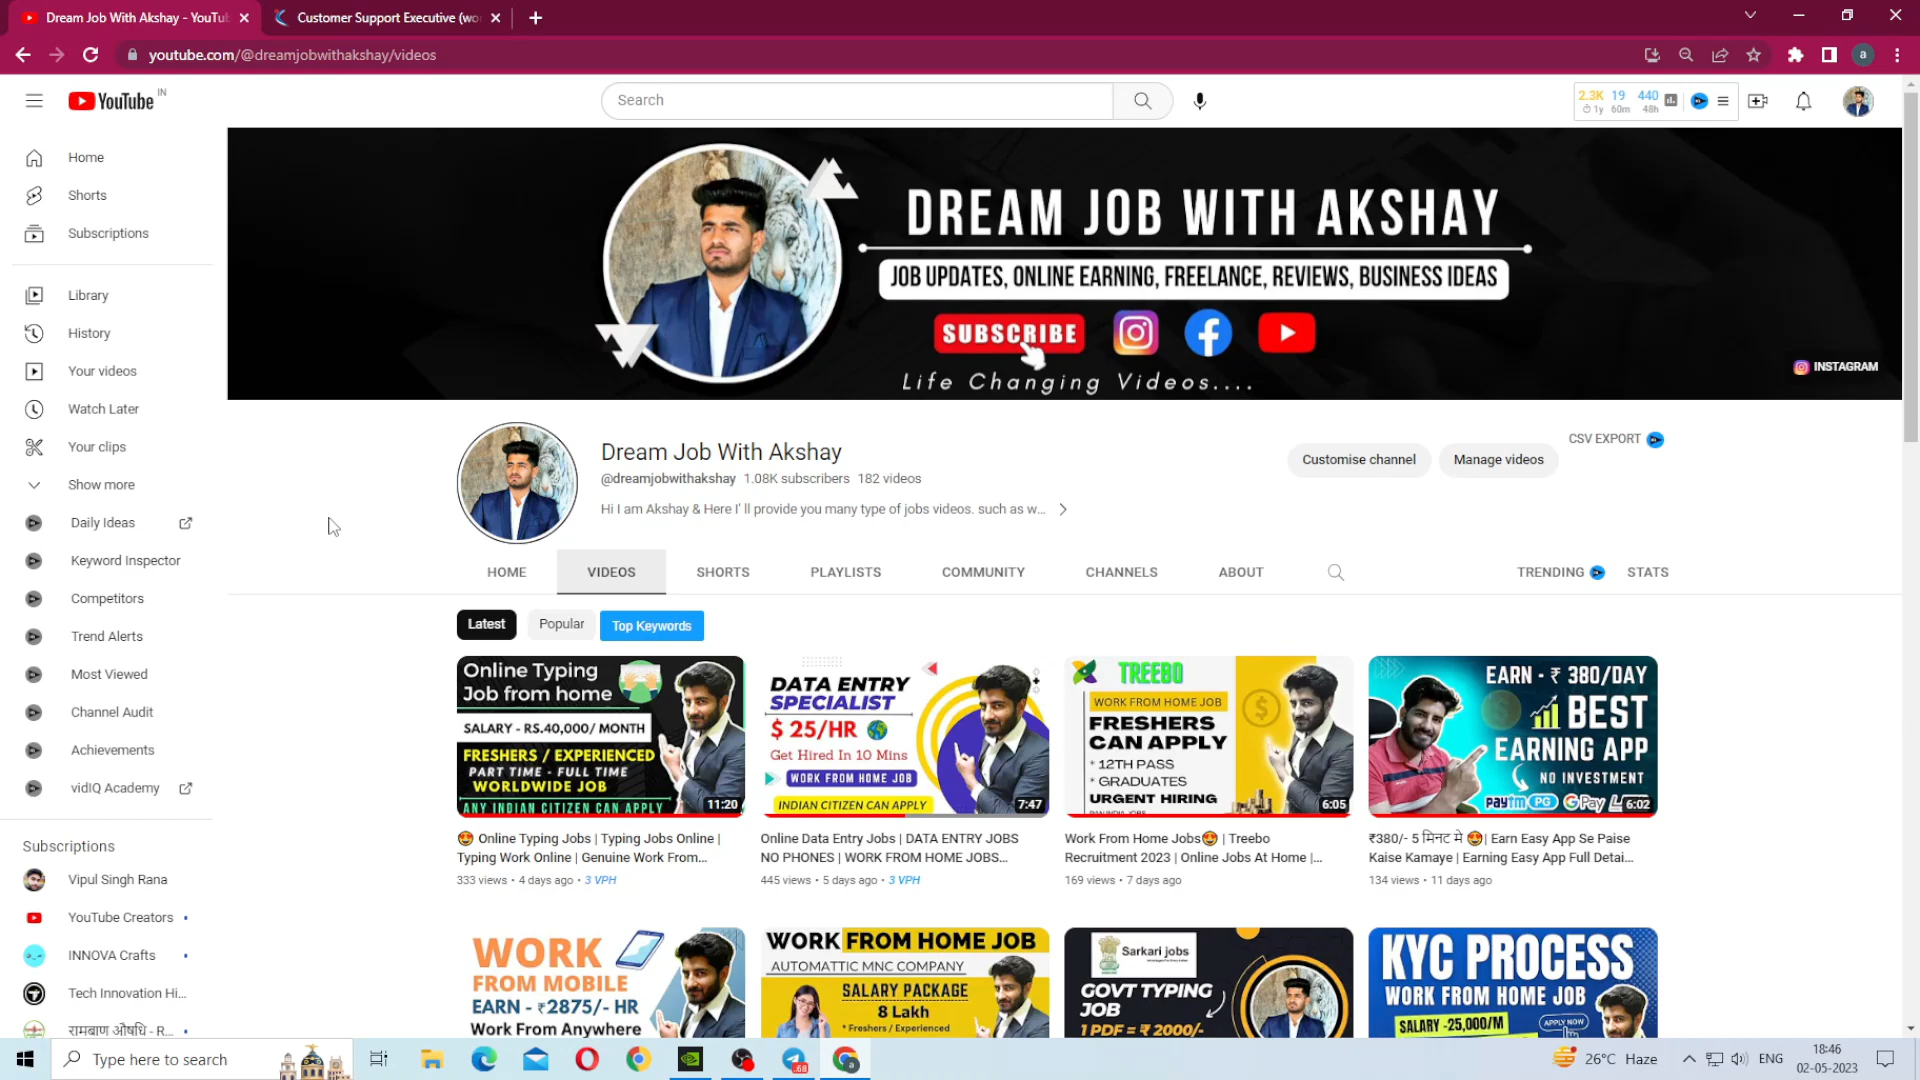 Dream Job With Akshay - YouTu
Customer Support Executive (wo
youtube.com/@dreamjobwithakshay/videos
YouTube IN
Search
2.3K 19 440
1y 60m 48h
Home
Shorts
Subscriptions
Library
History
Your videos
Watch Later
Your clips
Show more
Daily Ideas
Keyword Inspector
Competitors
Trend Alerts
Most Viewed
Channel Audit
Achievements
vidIQ Academy
Subscriptions
Vipul Singh Rana
YouTube Creators
INNOVA Crafts
Tech Innovation Hi...
रामबाण औषधि - R...
DREAM JOB WITH AKSHAY
JOB UPDATES, ONLINE EARNING, FREELANCE, REVIEWS, BUSINESS IDEAS
SUBSCRIBE
Life Changing Videos....
INSTAGRAM
Dream Job With Akshay
@dreamjobwithakshay 1.08K subscribers 182 videos
Hi I am Akshay & Here I' ll provide you many type of jobs videos. such as w...
Customise channel
Manage videos
CSV EXPORT
HOME
VIDEOS
SHORTS
PLAYLISTS
COMMUNITY
CHANNELS
ABOUT
TRENDING
STATS
Latest
Popular
Top Keywords
Online Typing
Job from home
SALARY - RS.40,000/ MONTH
FRESHERS / EXPERIENCED
PART TIME - FULL TIME
WORLDWIDE JOB
ANY INDIAN CITIZEN CAN APPLY
11:20
😍 Online Typing Jobs | Typing Jobs Online |
Typing Work Online | Genuine Work From...
333 views • 4 days ago • 3 VPH
DATA ENTRY
SPECIALIST
$ 25/HR
Get Hired In 10 Mins
WORK FROM HOME JOB
INDIAN CITIZEN CAN APPLY
7:47
Online Data Entry Jobs | DATA ENTRY JOBS
NO PHONES | WORK FROM HOME JOBS...
445 views • 5 days ago • 3 VPH
TREEBO
WORK FROM HOME JOB
FRESHERS
CAN APPLY
* 12TH PASS
* GRADUATES
URGENT HIRING
PAN INDIA JOBS
6:05
Work From Home Jobs😍 | Treebo
Recruitment 2023 | Online Jobs At Home |...
169 views • 7 days ago
EARN - ₹ 380/DAY
BEST
EARNING APP
NO INVESTMENT
paytm PG G Pay
6:02
₹380/- 5 मिनट मे 😍| Earn Easy App Se Paise
Kaise Kamaye | Earning Easy App Full Detai...
134 views • 11 days ago
WORK
FROM MOBILE
EARN - ₹2875/- HR
Work From Anywhere
WORK FROM HOME JOB
AUTOMATTIC MNC COMPANY
SALARY PACKAGE
8 Lakh
* Freshers / Experienced
Sarkari jobs
GOVT TYPING
JOB
1 PDF = ₹ 2000/-
KYC PROCESS
WORK FROM HOME JOB
SALARY -25,000/M
APPLY NOW
Type here to search
.68
26°C Haze
ENG
18:46
02-05-2023